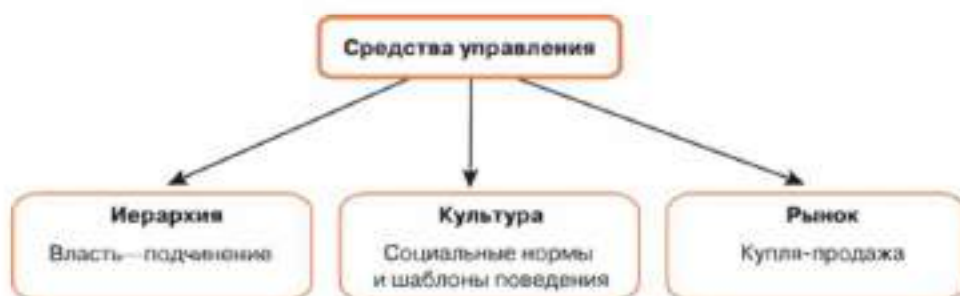 Средства управления
Иерархия
Власть—подчинение
Культура
Социальные нормы
и шаблоны поведения
Рынок
Купля-продажа